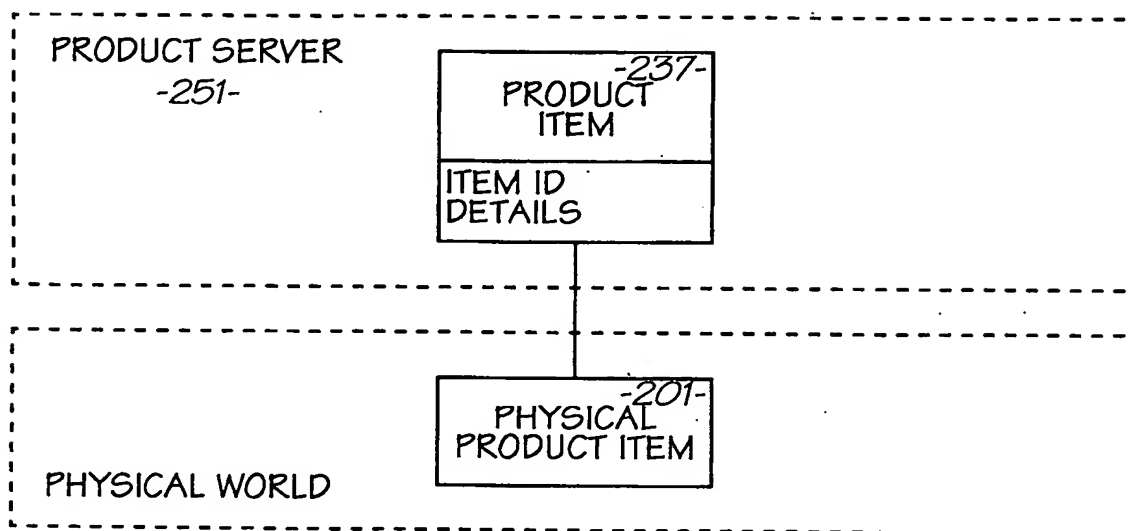 PRODUCT SERVER
-251-
-237-
PRODUCT
ITEM
ITEM ID
DETAILS
-201-
PHYSICAL
PRODUCT ITEM
PHYSICAL WORLD